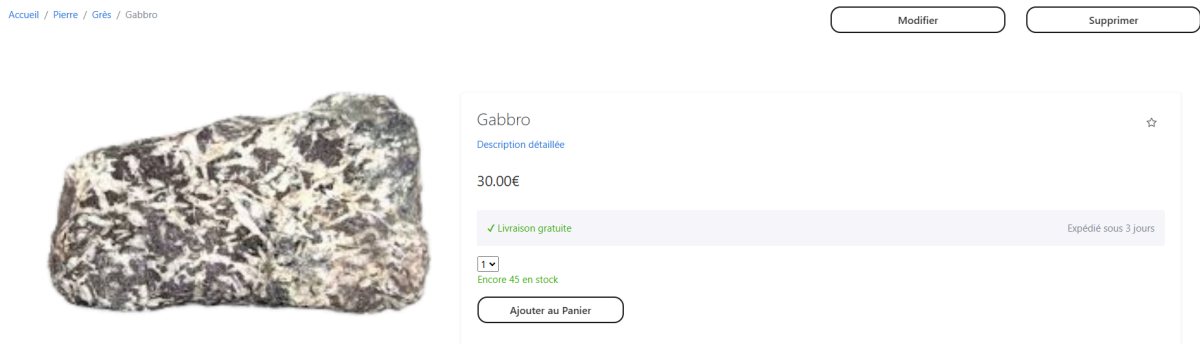 Accueil / Pierre / Grès / Gabbro
Modifier
Supprimer
Gabbro
Description détaillée
30.00€
✓ Livraison gratuite
Expédié sous 3 jours
1
Encore 45 en stock
Ajouter au Panier